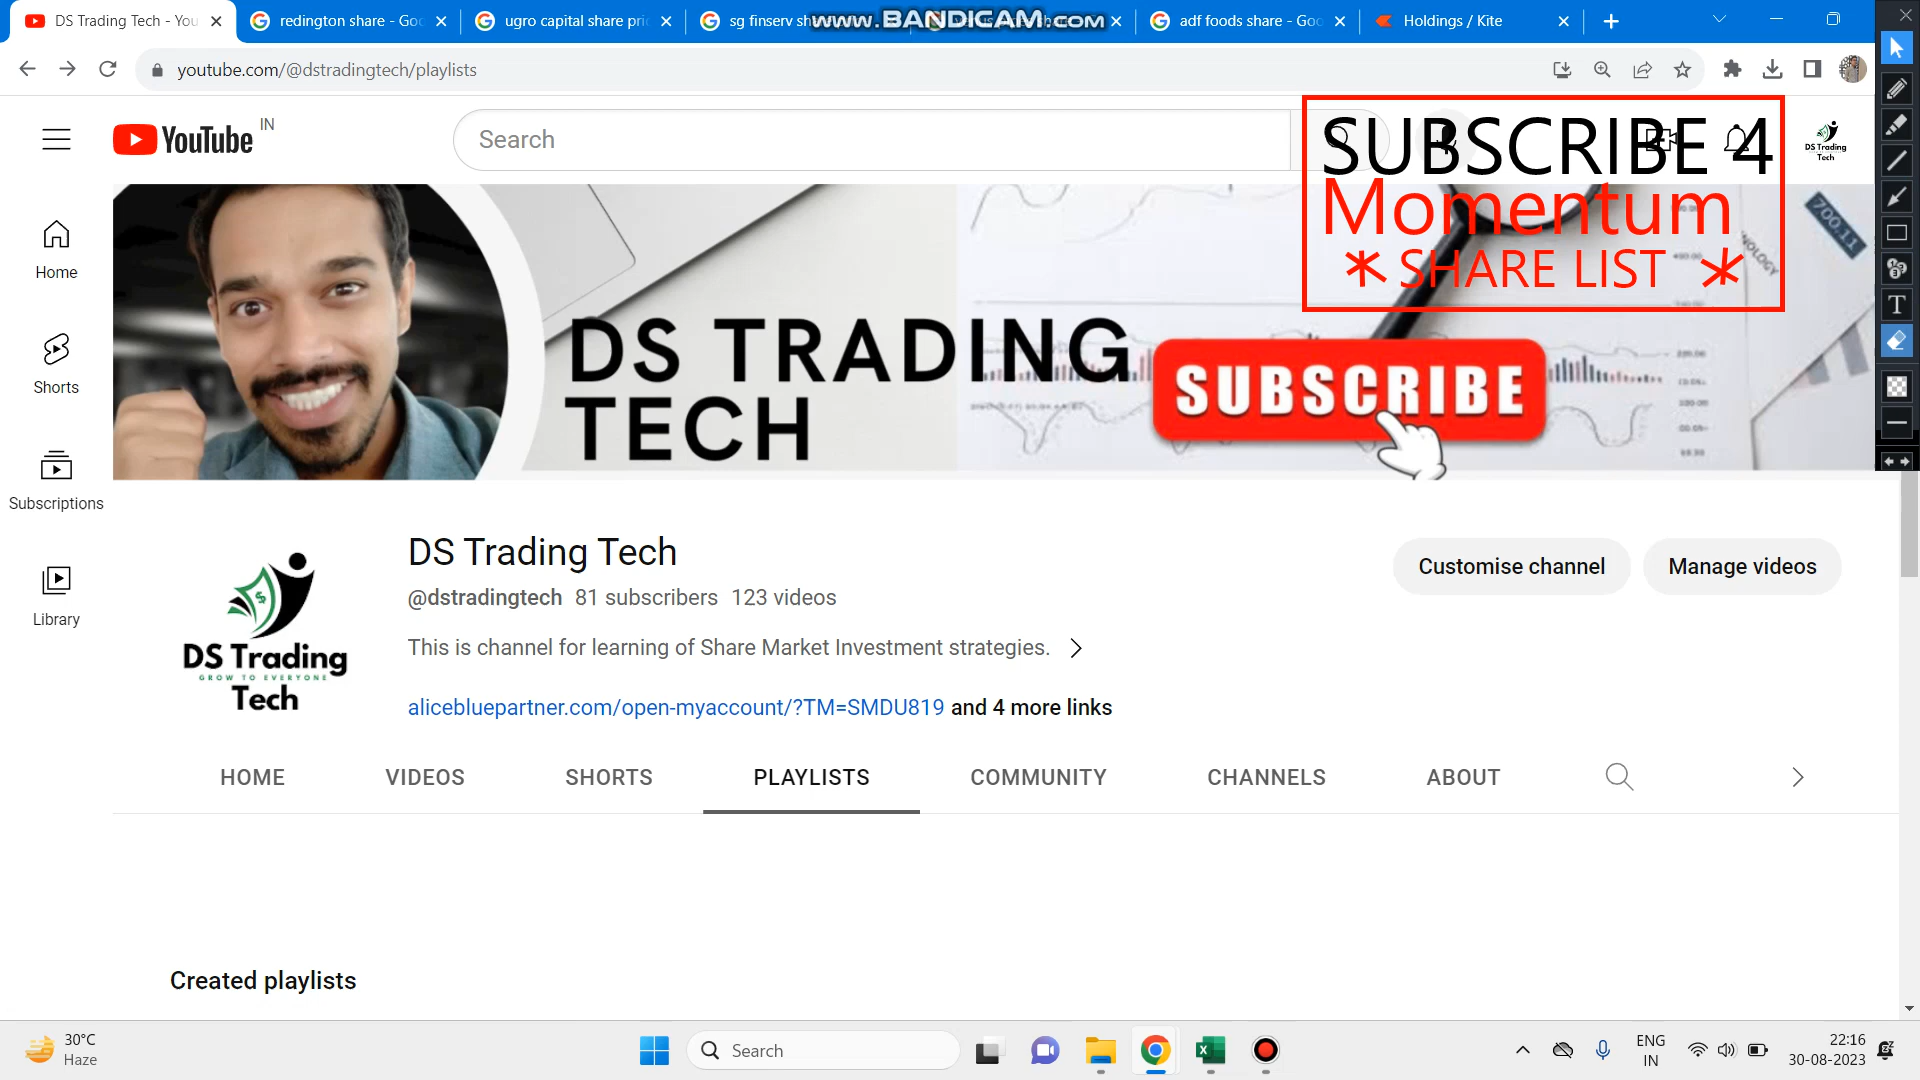 DS Trading Tech - You
redington share - Goo
ugro capital share pri
sg finserv sh
www.BANDICAM.com
adf foods share - Goo
Holdings / Kite
youtube.com/@dstradingtech/playlists
YouTube IN
Search
SUBSCRIBE 4
Momentum
* SHARE LIST *
DS Trading
Tech
Home
Shorts
Subscriptions
Library
700.11
NOLOGY
DS TRADING
TECH
SUBSCRIBE
DS Trading
GROW TO EVERYONE
Tech
DS Trading Tech
@dstradingtech 81 subscribers 123 videos
This is channel for learning of Share Market Investment strategies.
alicebluepartner.com/open-myaccount/?TM=SMDU819 and 4 more links
Customise channel
Manage videos
HOME
VIDEOS
SHORTS
PLAYLISTS
COMMUNITY
CHANNELS
ABOUT
Created playlists
30°C
Haze
Search
ENG
IN
22:16
30-08-2023